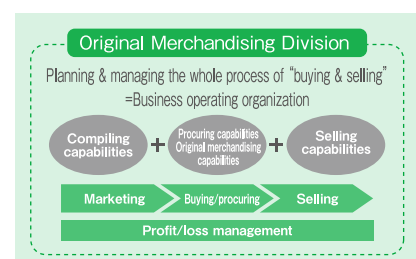 Original Merchandising Division
Planning & managing the whole process of “buying & selling”
=Business operating organization
Compiling
capabilities
+
Procuring capabilities
Original merchandising
capabilities
+
Selling
capabilities
Marketing
Buying/procuring
Selling
Profit/loss management